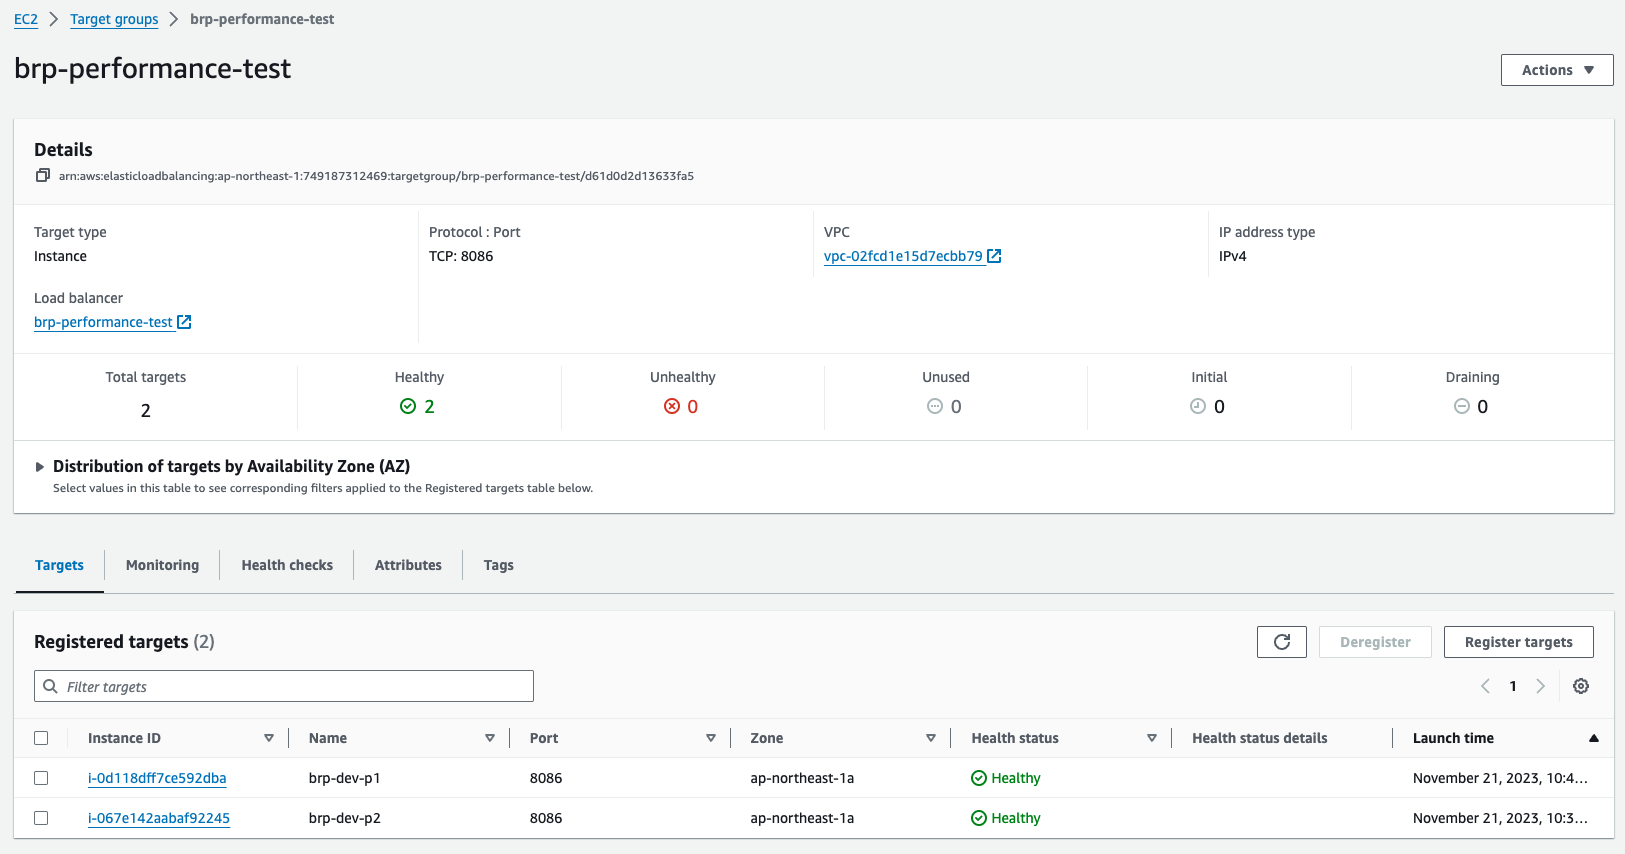 EC2 > Target groups > brp-performance-test
brp-performance-test
Actions
Details
arn:aws:elasticloadbalancing:ap-northeast-1:749187312469:targetgroup/brp-performance-test/d61d0d2d13633fa5
Target type Protocol : Port VPC IP address type
Instance TCP: 8086 vpc-02fcd1e15d7ecbb79 IPv4
Load balancer
brp-performance-test
Total targets Healthy Unhealthy Unused Initial Draining
2 2 0 0 0 0
Distribution of targets by Availability Zone (AZ)
Select values in this table to see corresponding filters applied to the Registered targets table below.
Targets Monitoring Health checks Attributes Tags
Registered targets (2) Deregister Register targets
Filter targets 1
Instance ID Name Port Zone Health status Health status details Launch time
i-0d118dff7ce592dba brp-dev-p1 8086 ap-northeast-1a Healthy November 21, 2023, 10:4...
i-067e142aabaf92245 brp-dev-p2 8086 ap-northeast-1a Healthy November 21, 2023, 10:3...